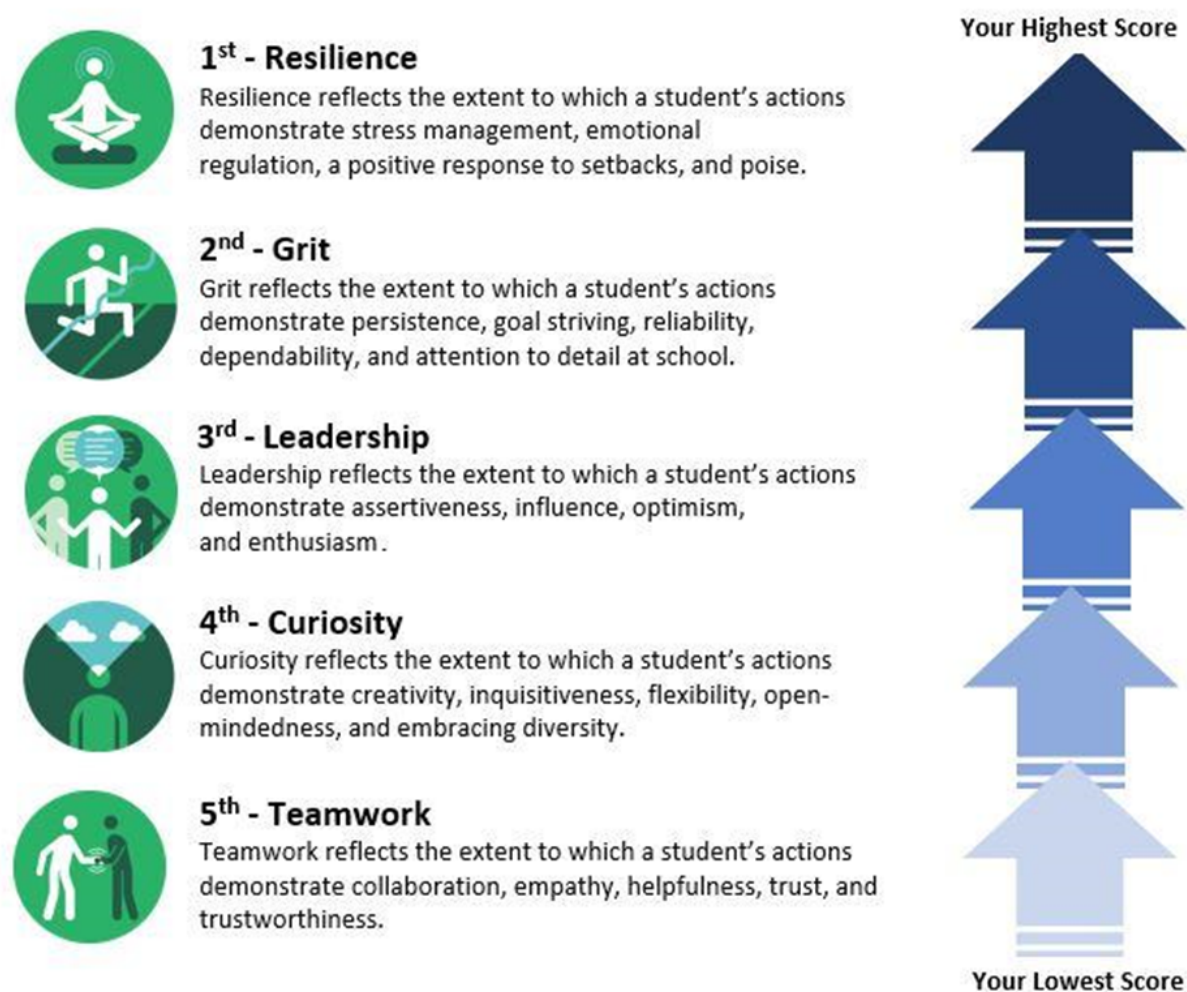 Your Highest Score
1st - Resilience
Resilience reflects the extent to which a student's actions
demonstrate stress management, emotional
regulation, a positive response to setbacks, and poise.
2nd - Grit
Grit reflects the extent to which a student's actions
demonstrate persistence, goal striving, reliability,
dependability, and attention to detail at school.
3rd - Leadership
Leadership reflects the extent to which a student's actions
demonstrate assertiveness, influence, optimism,
and enthusiasm.
4th - Curiosity
Curiosity reflects the extent to which a student's actions
demonstrate creativity, inquisitiveness, flexibility, open-
mindedness, and embracing diversity.
5th - Teamwork
Teamwork reflects the extent to which a student's actions
demonstrate collaboration, empathy, helpfulness, trust, and
trustworthiness.
Your Lowest Score